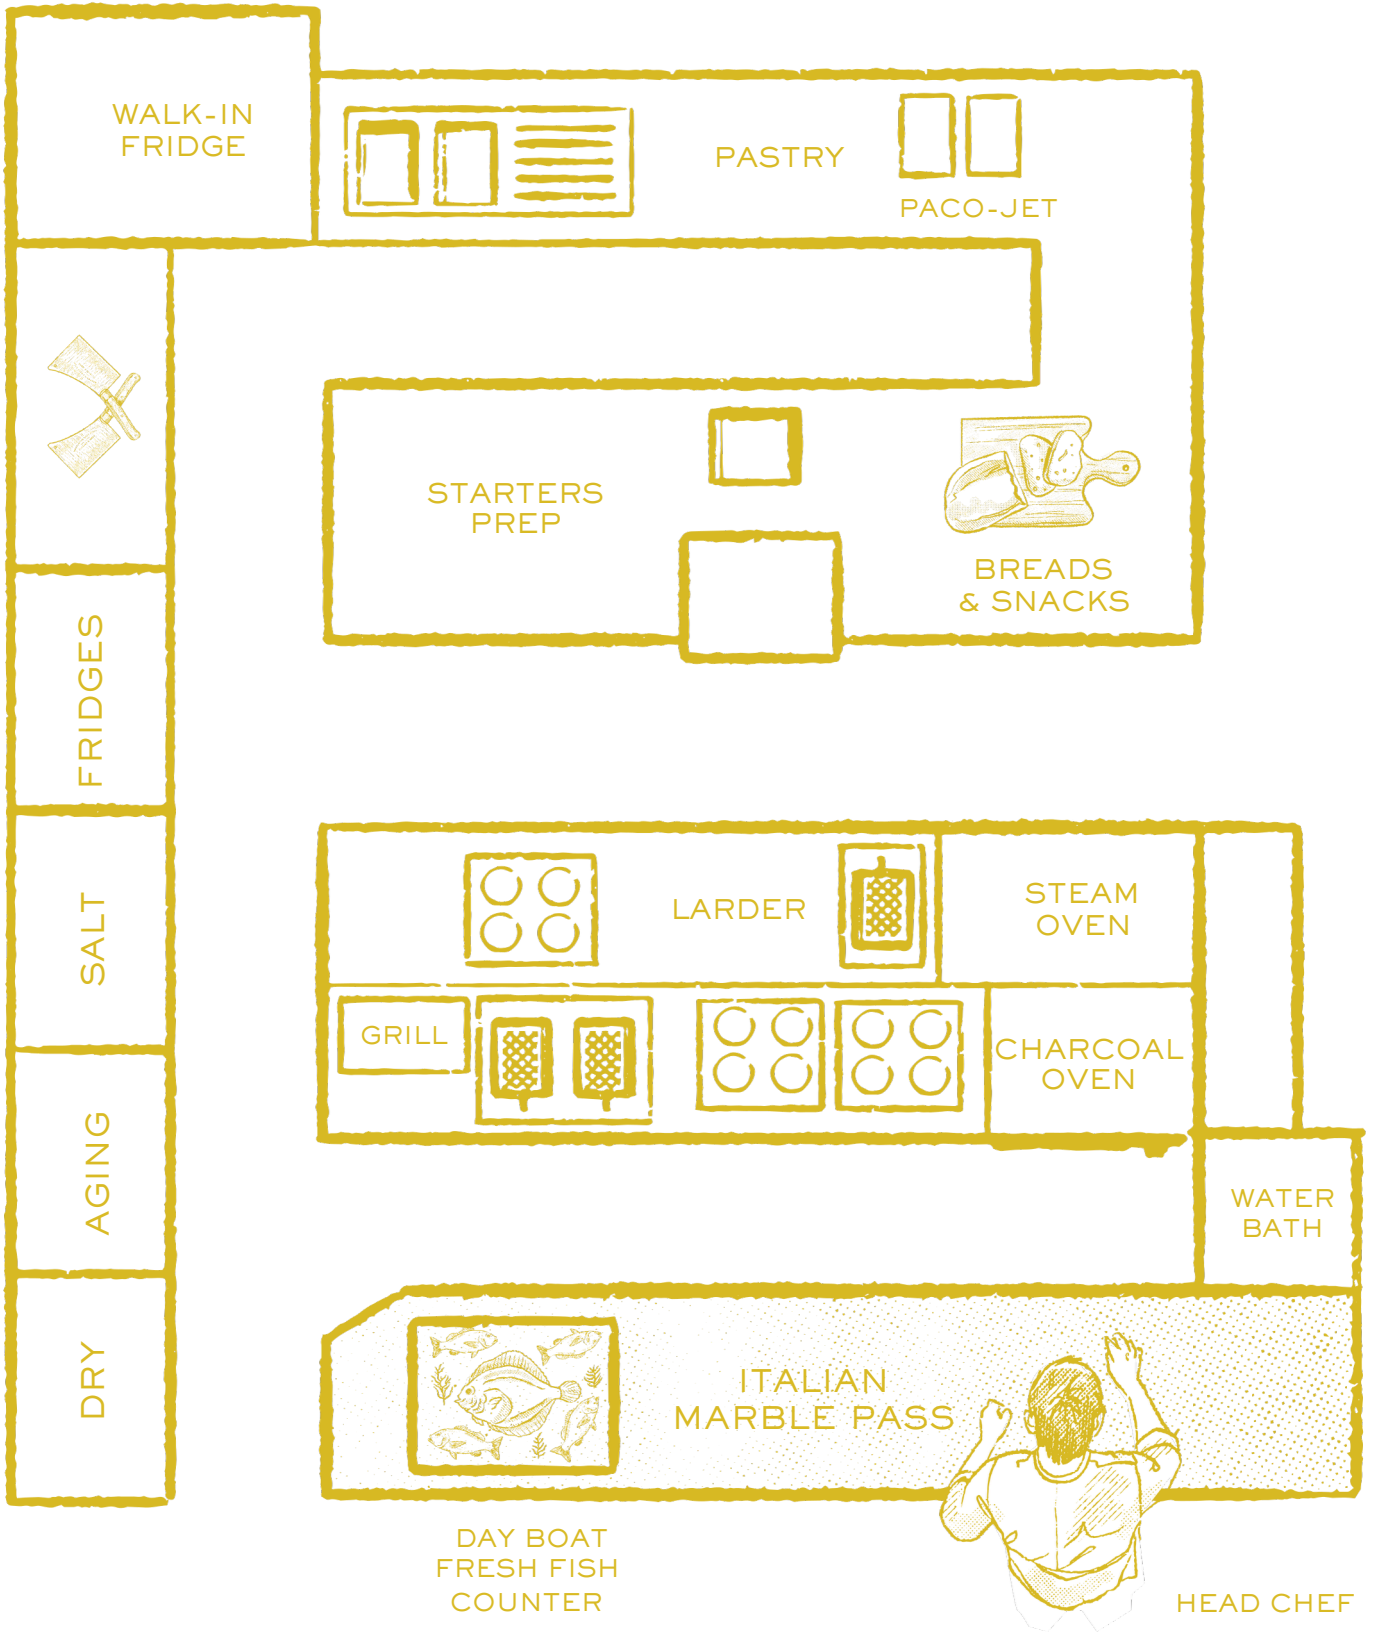 WALK-IN
FRIDGE
PASTRY
PACO-JET
STARTERS
PREP
BREADS
& SNACKS
FRIDGES
SALT
AGING
DRY
LARDER
STEAM
OVEN
GRILL
CHARCOAL
OVEN
WATER
BATH
ITALIAN
MARBLE PASS
DAY BOAT
FRESH FISH
COUNTER
HEAD CHEF